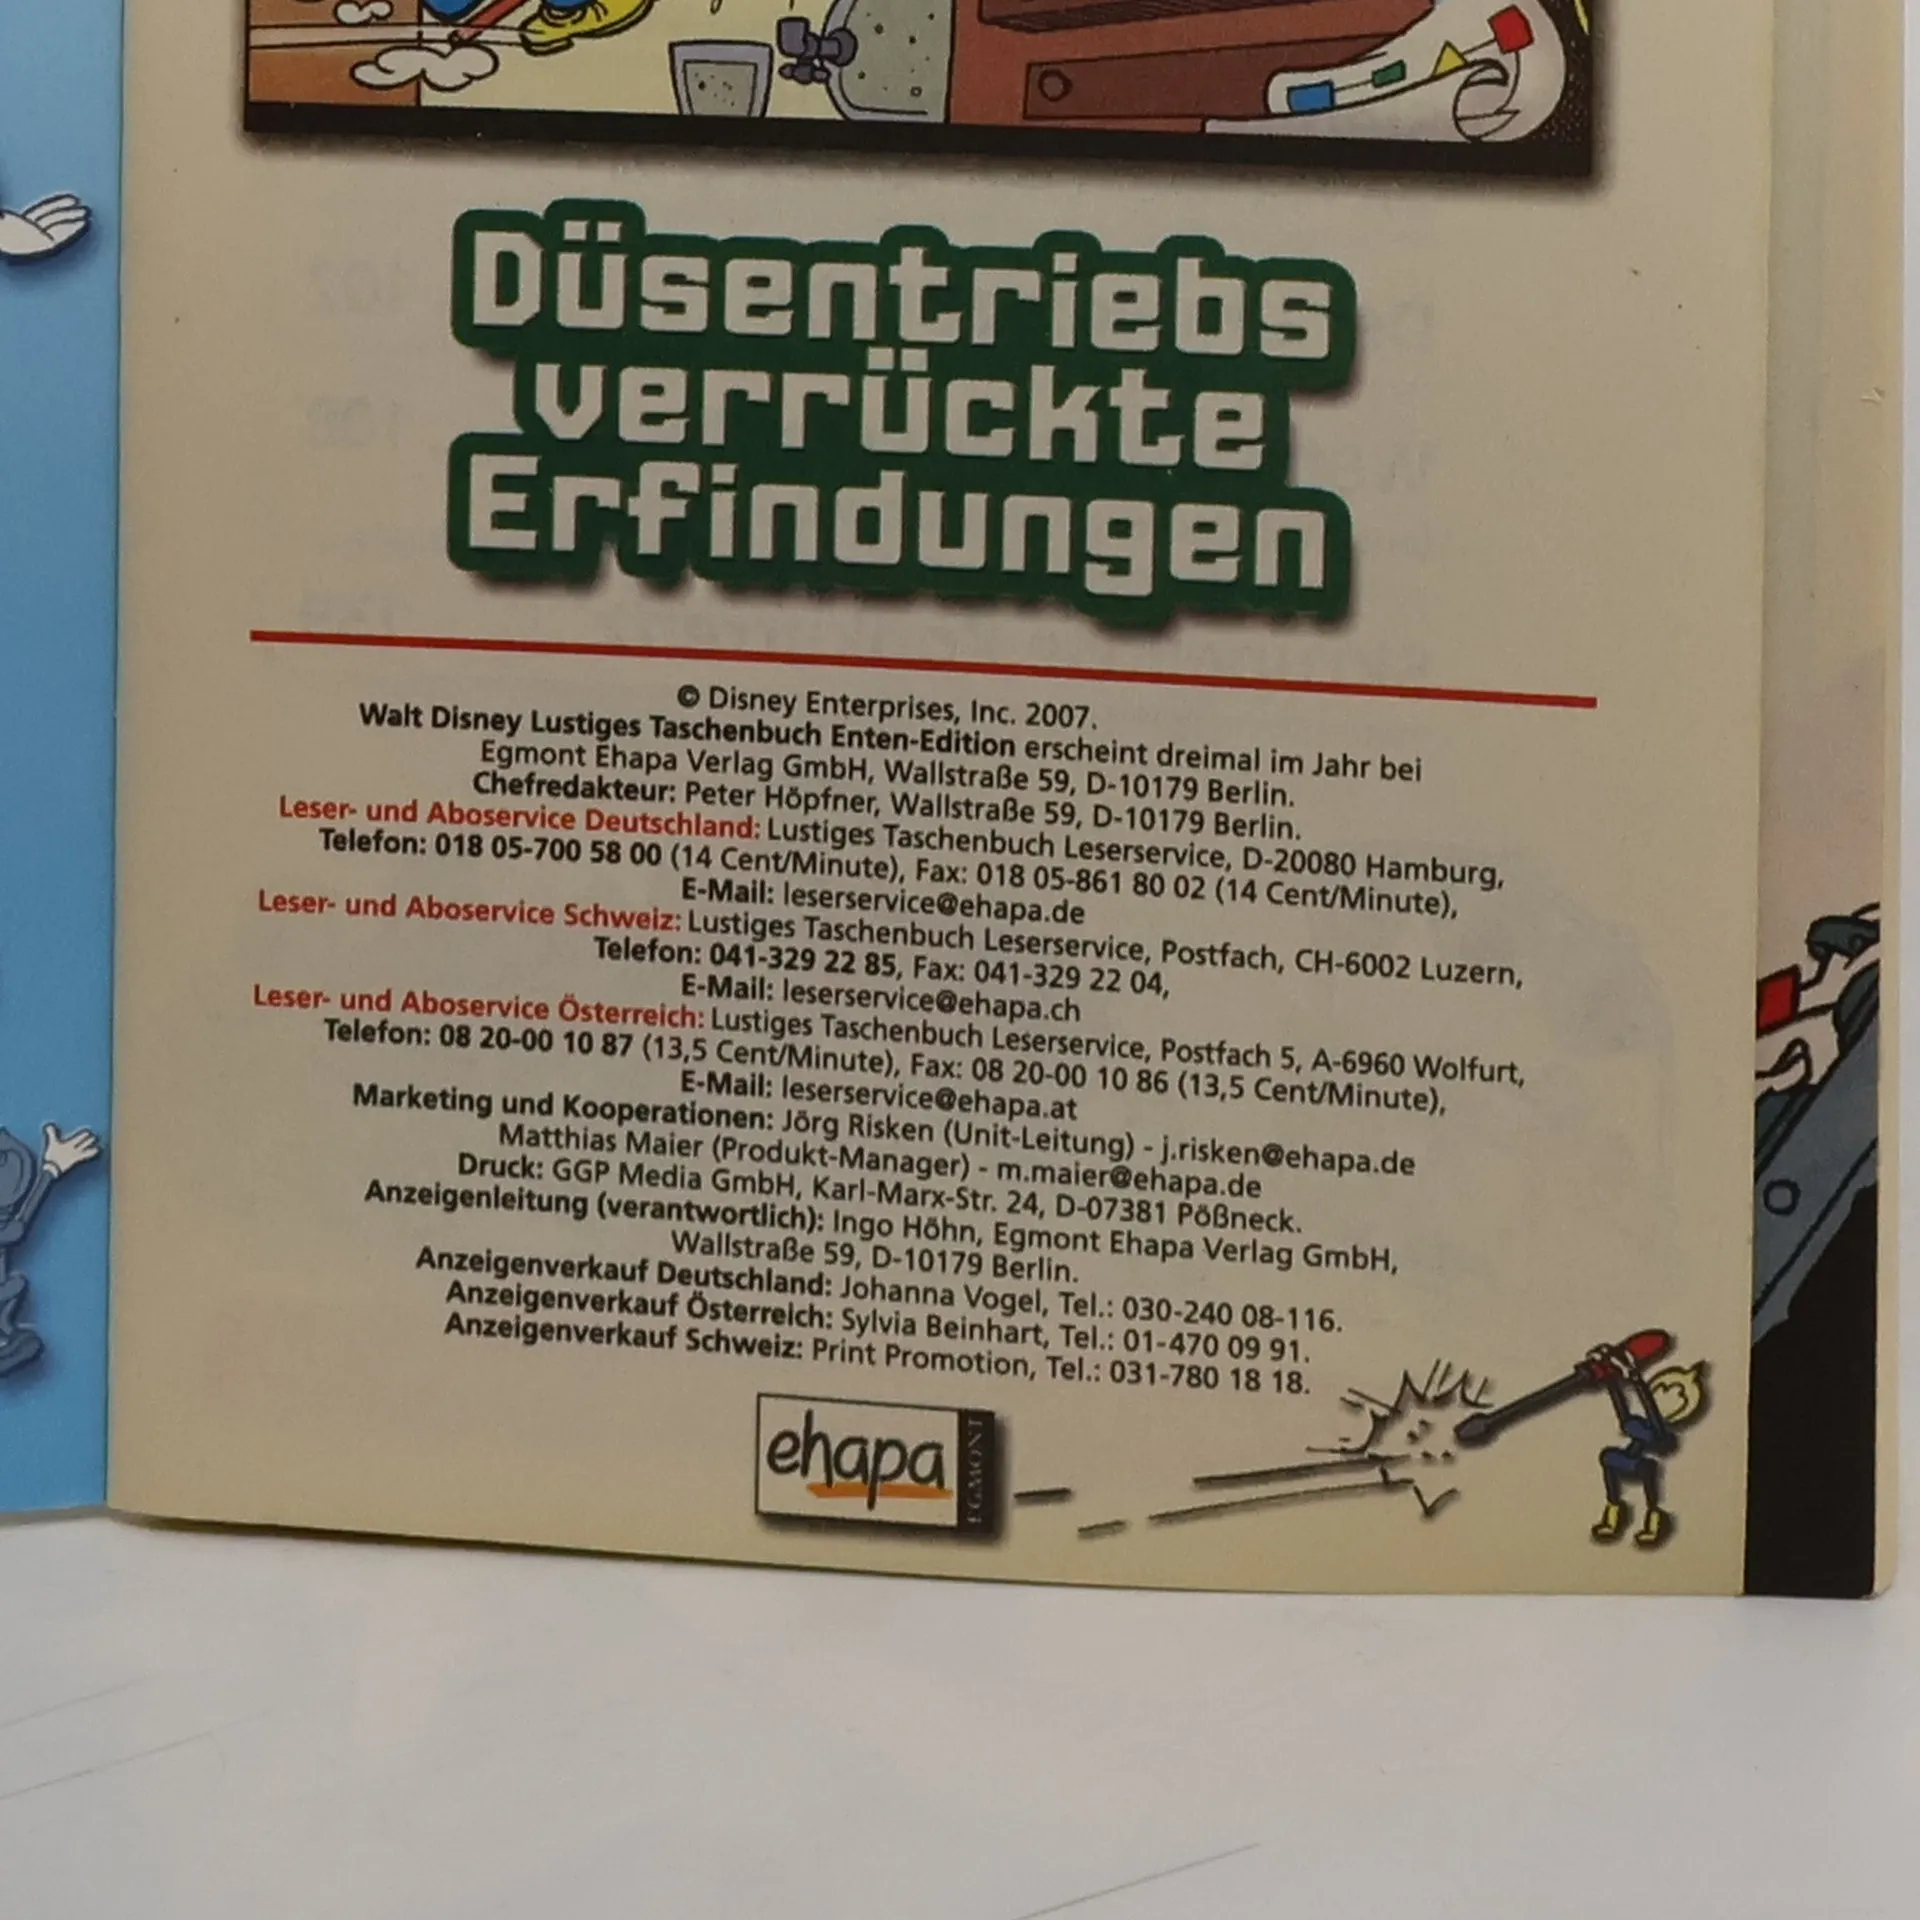 Düsentriebs
verrückte
Erfindungen
© Disney Enterprises, Inc. 2007.
Walt Disney Lustiges Taschenbuch Enten-Edition erscheint dreimal im Jahr bei
Egmont Ehapa Verlag GmbH, Wallstraße 59, D-10179 Berlin.
Chefredakteur: Peter Höpfner, Wallstraße 59, D-10179 Berlin.
Leser- und Aboservice Deutschland: Lustiges Taschenbuch Leserservice, D-20080 Hamburg,
Telefon: 018 05-700 58 00 (14 Cent/Minute), Fax: 018 05-861 80 02 (14 Cent/Minute),
E-Mail: leserservice@ehapa.de
Leser- und Aboservice Schweiz: Lustiges Taschenbuch Leserservice, Postfach, CH-6002 Luzern,
Telefon: 041-329 22 85, Fax: 041-329 22 04,
E-Mail: leserservice@ehapa.ch
Leser- und Aboservice Österreich: Lustiges Taschenbuch Leserservice, Postfach 5, A-6960 Wolfurt,
Telefon: 08 20-00 10 87 (13,5 Cent/Minute), Fax: 08 20-00 10 86 (13,5 Cent/Minute),
E-Mail: leserservice@ehapa.at
Marketing und Kooperationen: Jörg Risken (Unit-Leitung) - j.risken@ehapa.de
Matthias Maier (Produkt-Manager) - m.maier@ehapa.de
Druck: GGP Media GmbH, Karl-Marx-Str. 24, D-07381 Pößneck.
Anzeigenleitung (verantwortlich): Ingo Höhn, Egmont Ehapa Verlag GmbH,
Wallstraße 59, D-10179 Berlin.
Anzeigenverkauf Deutschland: Johanna Vogel, Tel.: 030-240 08-116.
Anzeigenverkauf Österreich: Sylvia Beinhart, Tel.: 01-470 09 91.
Anzeigenverkauf Schweiz: Print Promotion, Tel.: 031-780 18 18.
ehapa
EGMONT